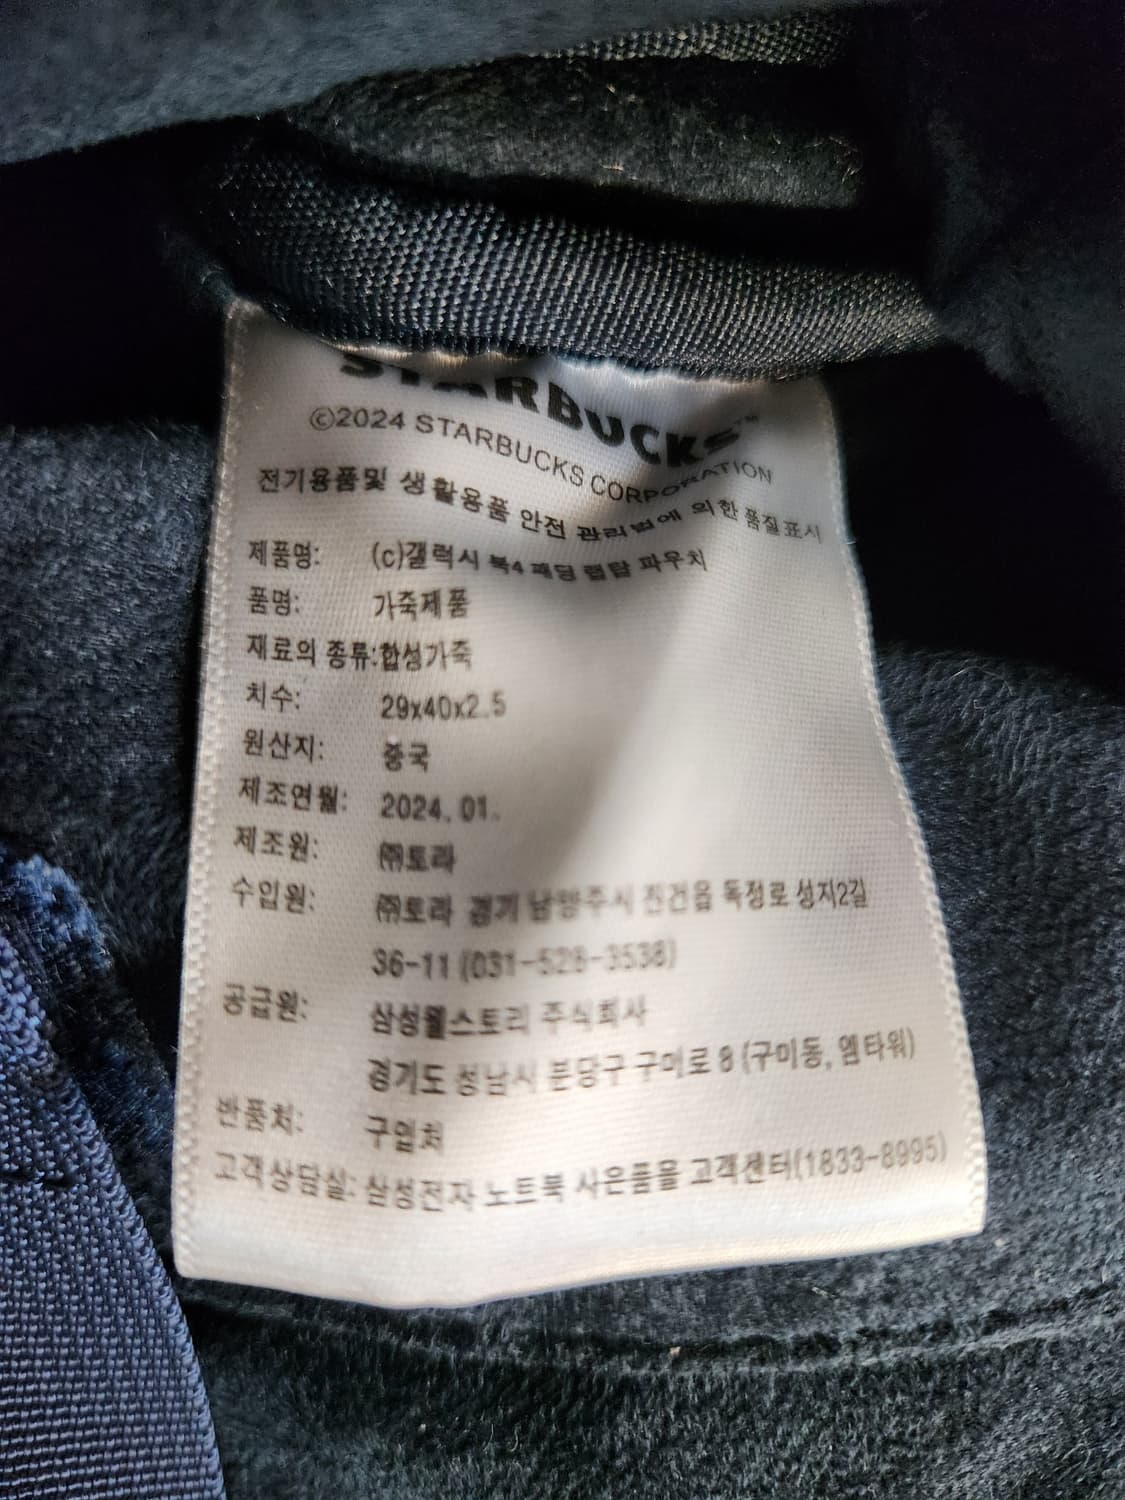 STARBUCKS™
©2024 STARBUCKS CORPORATION
전기용품및 생활용품 안전 관리법에 의한 품질표시
제품명: (c)갤럭시 북4 패딩 랩탑 파우치
품명: 가죽제품
재료의 종류:합성가죽
치수: 29x40x2.5
원산지: 중국
제조연월: 2024. 01.
제조원: ㈜토라
수입원: ㈜토라 경기 남양주시 진건읍 독정로 성지2길
36-11 (031-528-3538)
공급원: 삼성웰스토리 주식회사
경기도 성남시 분당구 구미로 8 (구미동, 엠타워)
반품처: 구입처
고객상담실: 삼성전자 노트북 사은품몰 고객센터(1833-8995)